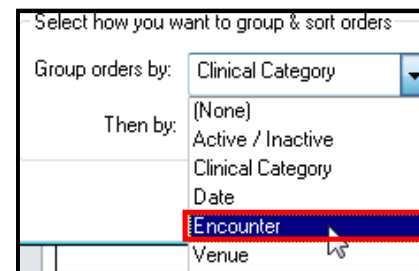 Select how you want to group & sort orders
Group orders by: Clinical Category
Then by: (None)
Active / Inactive
Clinical Category
Date
Encounter
Venue